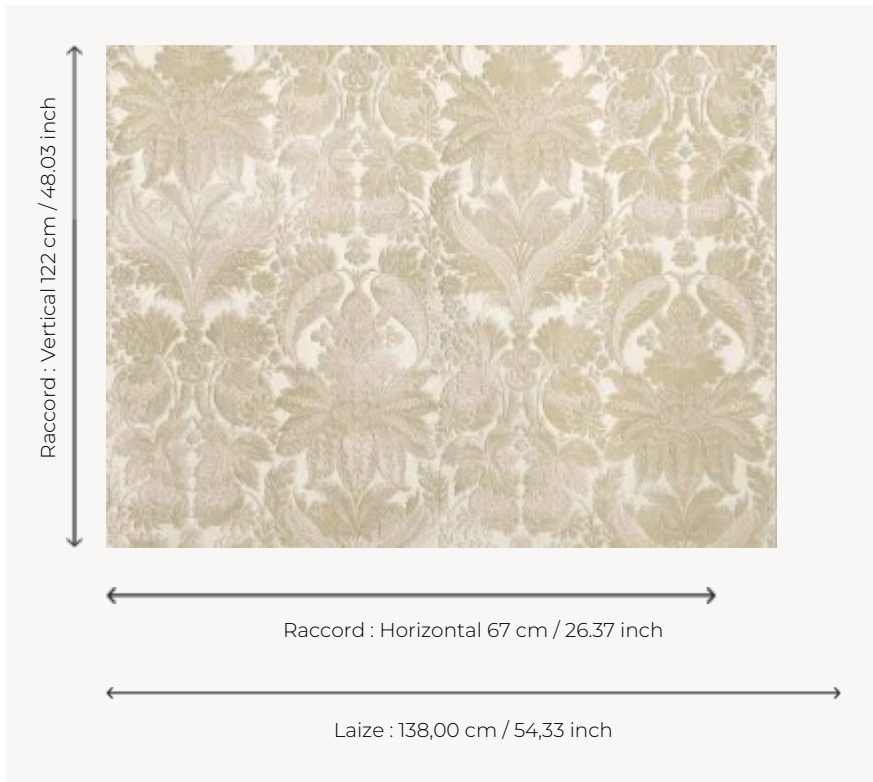 Raccord : Vertical 122 cm / 48.03 inch
Raccord : Horizontal 67 cm / 26.37 inch
Laize : 138,00 cm / 54,33 inch